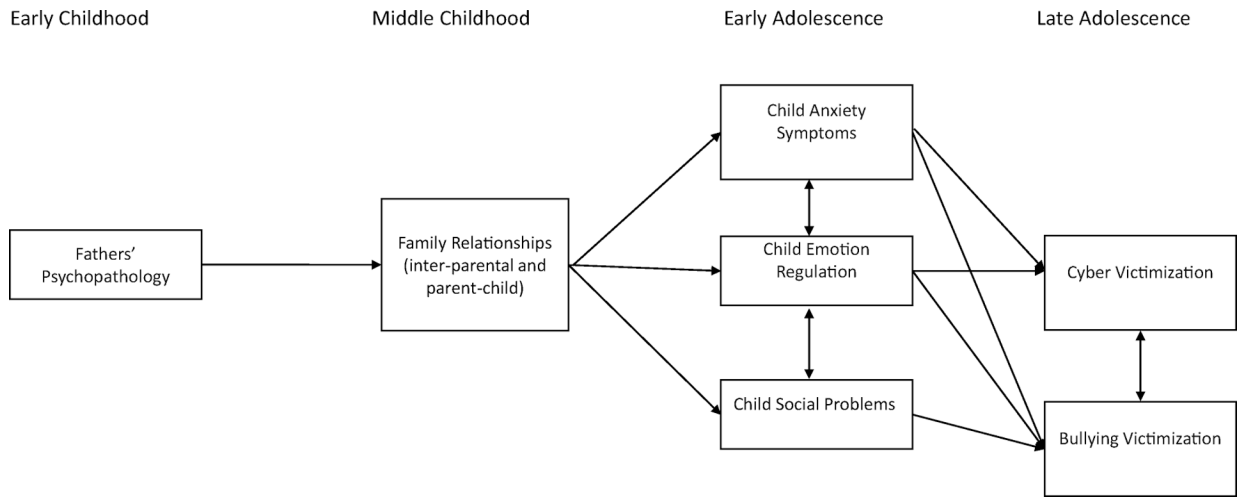 Early Childhood
Middle Childhood
Early Adolescence
Late Adolescence
Child Anxiety
Symptoms
Fathers’
Psychopathology
Family Relationships
(inter-parental and
parent-child)
Child Emotion
Regulation
Cyber Victimization
Child Social Problems
Bullying Victimization